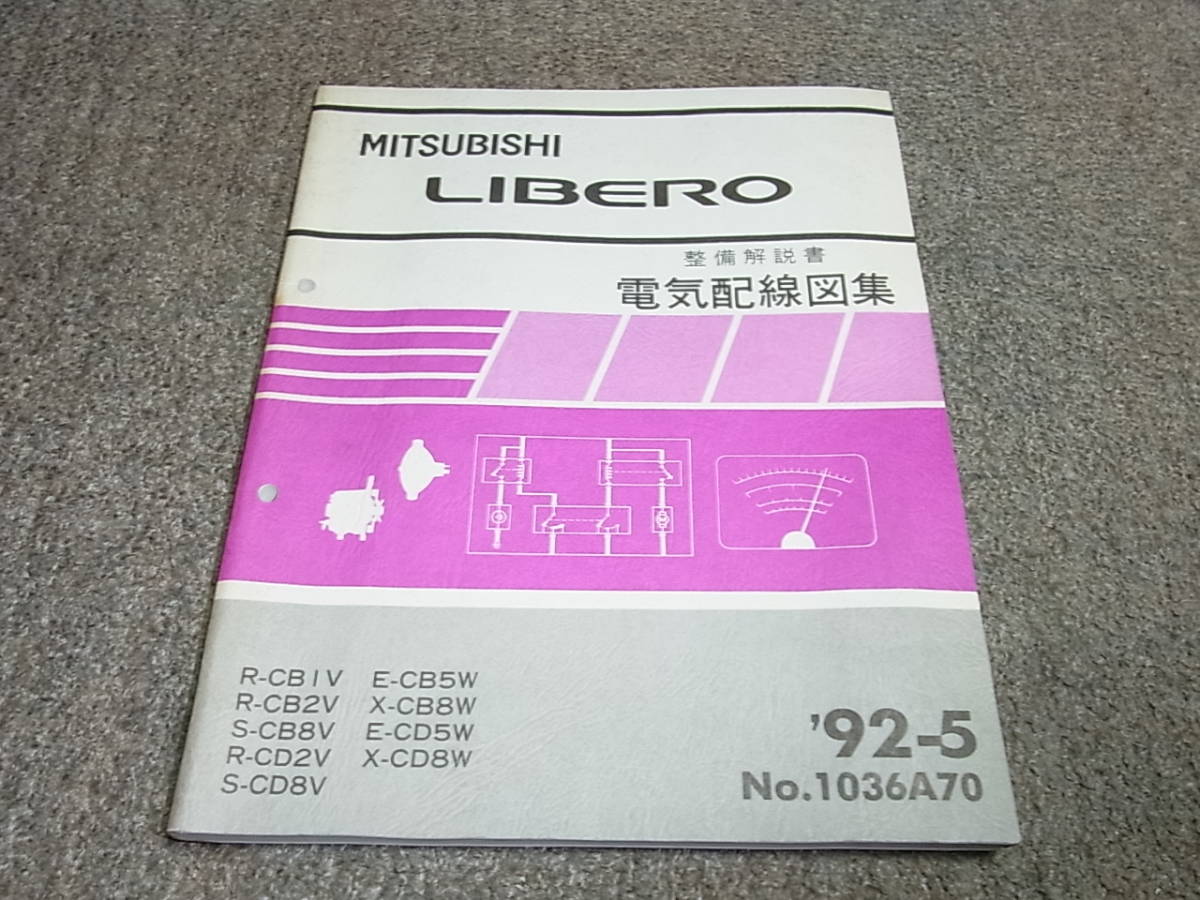 MITSUBISHI
LIBERO
整備解説書
電気配線図集
R-CB1V E-CB5W
R-CB2V X-CB8W
S-CB8V E-CD5W
R-CD2V X-CD8W
S-CD8V
'92-5
No.1036A70